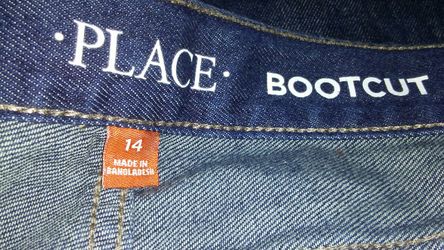 ·PLACE· BOOTCUT
14
MADE IN
BANGLADESH